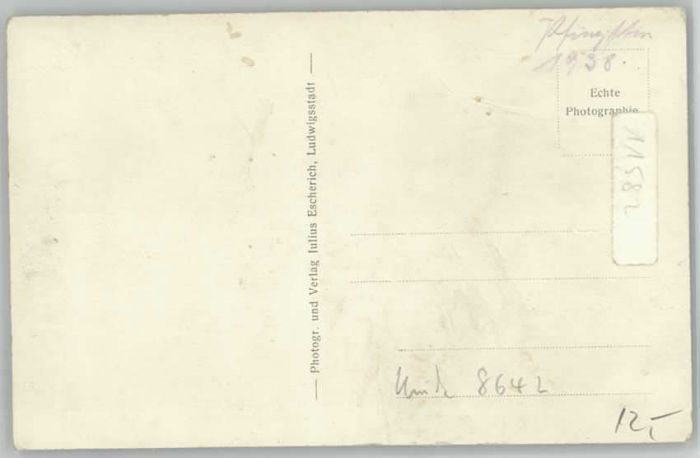 Pfingsten
1938.
Echte
Photographie
— Photogr. und Verlag Julius Escherich, Ludwigsstadt —
8642
12,-